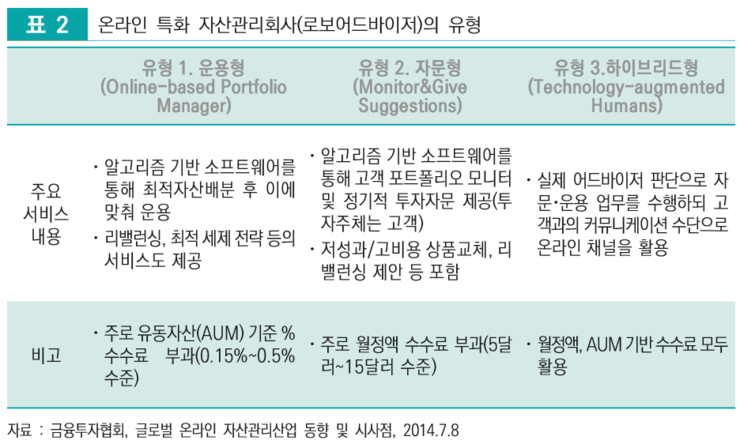 표 2 온라인 특화 자산관리회사(로보어드바이저)의 유형
유형 1. 운용형
(Online-based Portfolio
Manager)
유형 2. 자문형
(Monitor&Give
Suggestions)
유형 3.하이브리드형
(Technology-augmented
Humans)
주요
서비스
내용
· 알고리즘 기반 소프트웨어를
통해 최적자산배분 후 이에
맞춰 운용
· 리밸런싱, 최적 세제 전략 등의
서비스도 제공
· 알고리즘 기반 소프트웨어를
통해 고객 포트폴리오 모니터
및 정기적 투자자문 제공(투
자주체는 고객)
· 저성과/고비용 상품교체, 리
밸런싱 제안 등 포함
· 실제 어드바이저 판단으로 자
문·운용 업무를 수행하되 고
객과의 커뮤니케이션 수단으로
온라인 채널을 활용
비고
· 주로 유동자산(AUM) 기준 %
수수료 부과(0.15%~0.5%
수준)
· 주로 월정액 수수료 부과(5달
러~15달러 수준)
· 월정액, AUM 기반 수수료 모두
활용
자료 : 금융투자협회, 글로벌 온라인 자산관리산업 동향 및 시사점, 2014.7.8